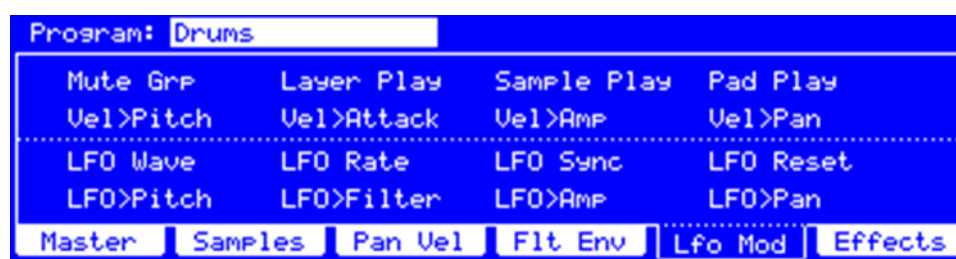 Program: Drums
Mute Grp Layer Play Sample Play Pad Play
Vel>Pitch Vel>Attack Vel>Amp Vel>Pan
LFO Wave LFO Rate LFO Sync LFO Reset
LFO>Pitch LFO>Filter LFO>Amp LFO>Pan
Master Samples Pan Vel Flt Env Lfo Mod Effects